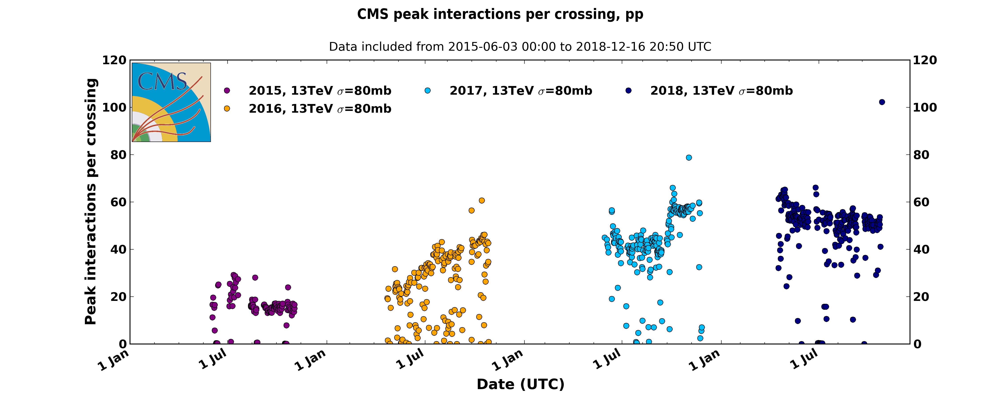 CMS peak interactions per crossing, pp
Data included from 2015-06-03 00:00 to 2018-12-16 20:50 UTC
CMS
2015, 13TeV σ=80mb
2016, 13TeV σ=80mb
2017, 13TeV σ=80mb
2018, 13TeV σ=80mb
Peak interactions per crossing
120
100
80
60
40
20
0
120
100
80
60
40
20
0
1 Jan
1 Jul
1 Jan
1 Jul
1 Jan
1 Jul
1 Jan
1 Jul
Date (UTC)